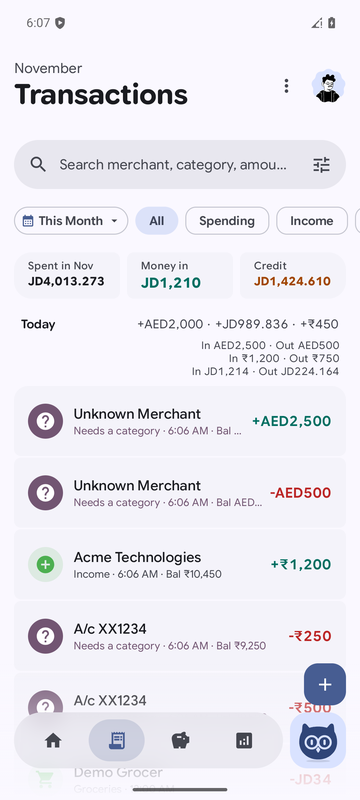 6:07
November
Transactions
Search merchant, category, amou...
This Month
All
Spending
Income
Spent in Nov
JD4,013.273
Money in
JD1,210
Credit
JD1,424.610
Today
+AED2,000 · +JD989.836 · +₹450
In AED2,500 · Out AED500
In ₹1,200 · Out ₹750
In JD1,214 · Out JD224.164
Unknown Merchant
+AED2,500
Needs a category · 6:06 AM · Bal ...
Unknown Merchant
-AED500
Needs a category · 6:06 AM · Bal AED...
Acme Technologies
+₹1,200
Income · 6:06 AM · Bal ₹10,450
A/c XX1234
-₹250
Needs a category · 6:06 AM · Bal ₹9,250
A/c XX1234
-₹500
Demo Grocer
-JD34
Groceries